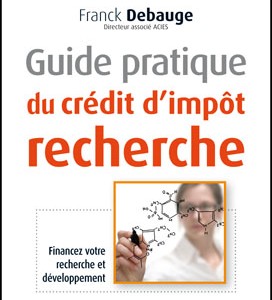 Franck Debauge
Directeur associé ACIES
Guide pratique
du crédit d'impôt
recherche
Financez votre
recherche et
développement